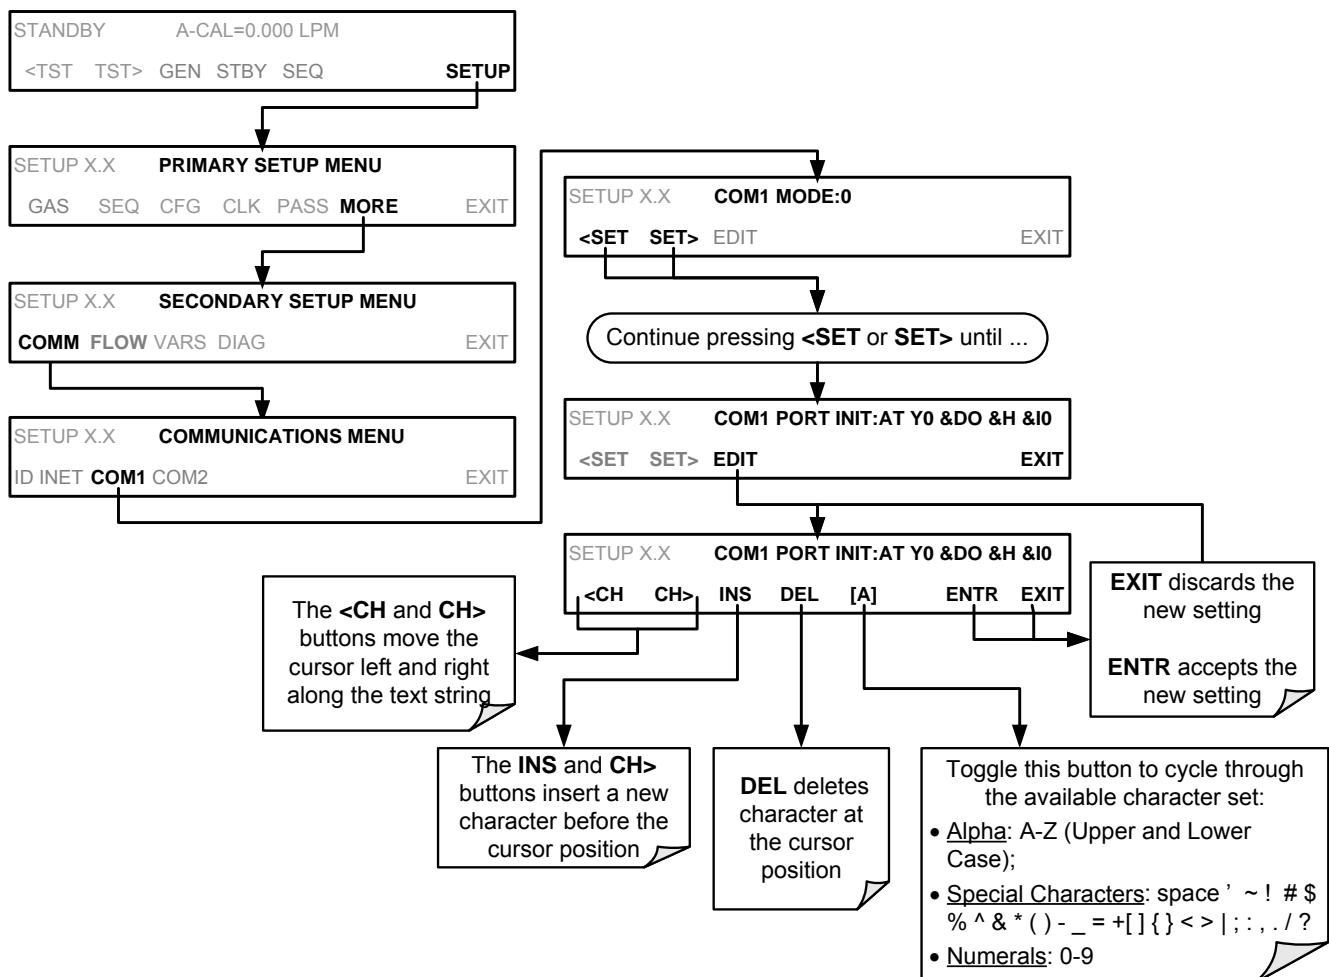 STANDBY A-CAL=0.000 LPM
<TST TST> GEN STBY SEQ SETUP
SETUP X.X PRIMARY SETUP MENU
GAS SEQ CFG CLK PASS MORE EXIT
SETUP X.X SECONDARY SETUP MENU
COMM FLOW VARS DIAG EXIT
SETUP X.X COMMUNICATIONS MENU
ID INET COM1 COM2 EXIT
SETUP X.X COM1 MODE:0
<SET SET> EDIT EXIT
Continue pressing <SET or SET> until ...
SETUP X.X COM1 PORT INIT:AT Y0 &DO &H &I0
<SET SET> EDIT EXIT
SETUP X.X COM1 PORT INIT:AT Y0 &DO &H &I0
<CH CH> INS DEL [A] ENTR EXIT
The <CH and CH>
buttons move the
cursor left and right
along the text string
EXIT discards the
new setting
ENTR accepts the
new setting
The INS and CH>
buttons insert a new
character before the
cursor position
DEL deletes
character at
the cursor
position
Toggle this button to cycle through
the available character set:
• Alpha: A-Z (Upper and Lower
Case);
• Special Characters: space ' ~ ! # $
% ^ & * ( ) - _ = +[ ] { } < > | ; : , . / ?
• Numerals: 0-9